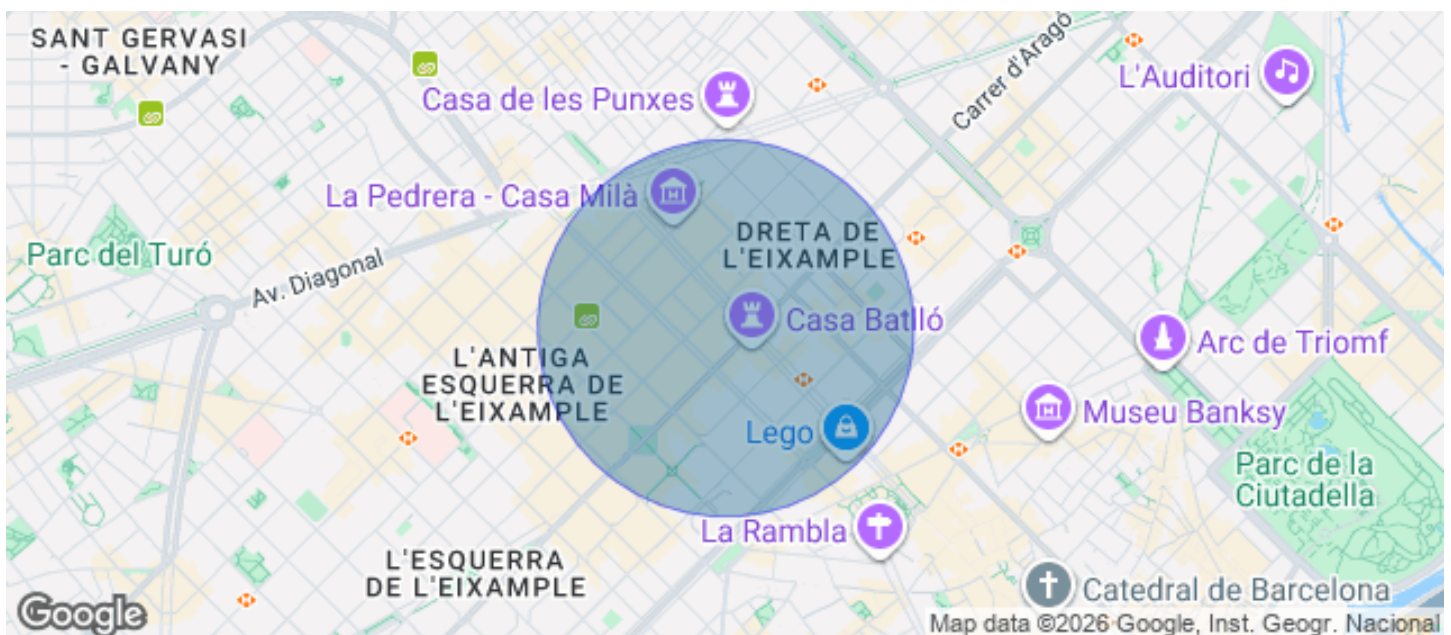 SANT GERVASI
- GALVANY
Casa de les Punxes
Carrer d'Aragó
L'Auditori
La Pedrera - Casa Milà
DRETA DE
L'EIXAMPLE
Parc del Turó
Av. Diagonal
Casa Batlló
Arc de Triomf
L'ANTIGA
ESQUERRA DE
L'EIXAMPLE
Lego
Museu Banksy
Parc de la
Ciutadella
La Rambla
L'ESQUERRA
DE L'EIXAMPLE
Catedral de Barcelona
Google
Map data ©2026 Google, Inst. Geogr. Nacional